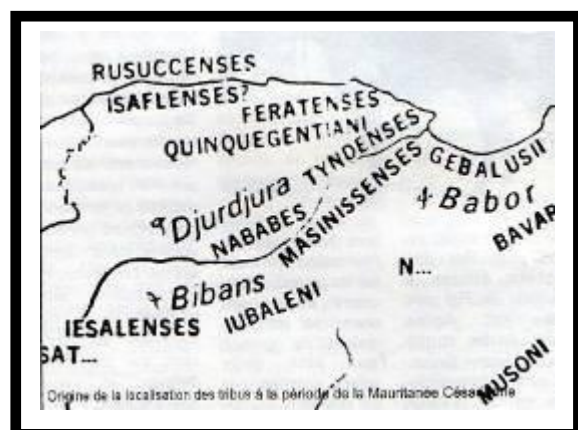 RUSUCCENSES
ISAFLENSES?
FERATENSES
QUINQUEGENTIANI
TYNDENSES
GEBALUSII
Djurdjura
Babor
NABABES
MASINISSENSES
BAVAR
N...
Bibans
IUBALENI
IESALENSES
SAT...
MUSONI
Origine de la localisation des tribus à la période de la Mauritanie Césarienne